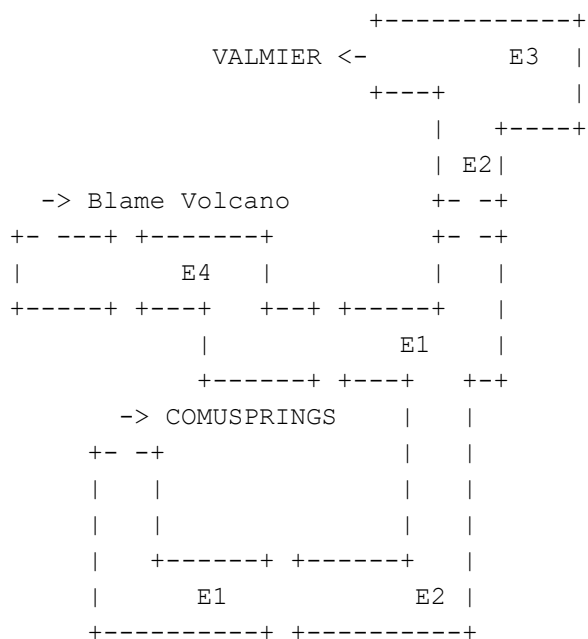 VALMIER <- E3
E2
-> Blame Volcano
E4
E1
-> COMUSPRINGS
E1 E2